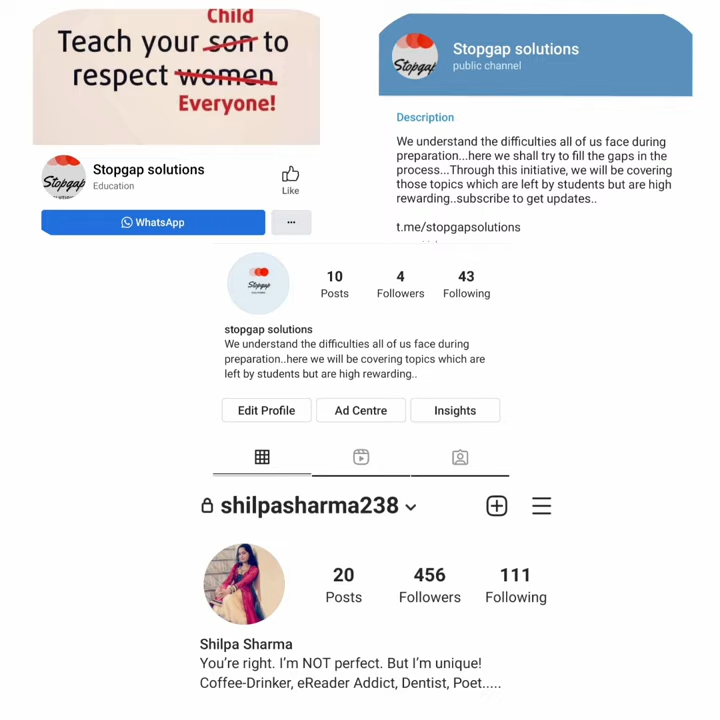 Child
Teach your son to
respect women
Everyone!
Stopgap
Stopgap solutions
Education
Like
WhatsApp
...
Stopgap
Stopgap solutions
public channel
Description
We understand the difficulties all of us face during
preparation...here we shall try to fill the gaps in the
process...Through this initiative, we will be covering
those topics which are left by students but are high
rewarding..subscribe to get updates..
t.me/stopgapsolutions
Stopgap
10
Posts
4
Followers
43
Following
stopgap solutions
We understand the difficulties all of us face during
preparation..here we will be covering topics which are
left by students but are high rewarding..
Edit Profile
Ad Centre
Insights
shilpasharma238
20
Posts
456
Followers
111
Following
Shilpa Sharma
You're right. I'm NOT perfect. But I'm unique!
Coffee-Drinker, eReader Addict, Dentist, Poet.....